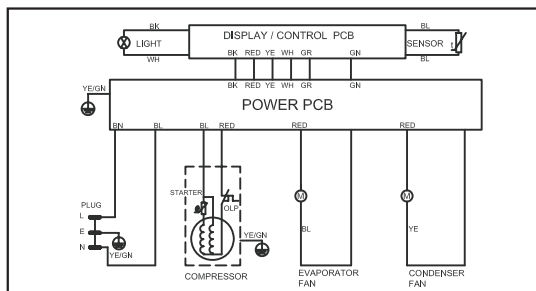 BK
DISPLAY / CONTROL PCB
BL
LIGHT
SENSOR
WH
BL
BK RED YE WH GR GN
BK RED YE WH GR GN
YE/GN
POWER PCB
BN BL BL RED RED RED
STARTER
OLP
M
M
PLUG
L
E
N
YE/GN
YE/GN
BL
YE
COMPRESSOR
EVAPORATOR
FAN
CONDENSER
FAN